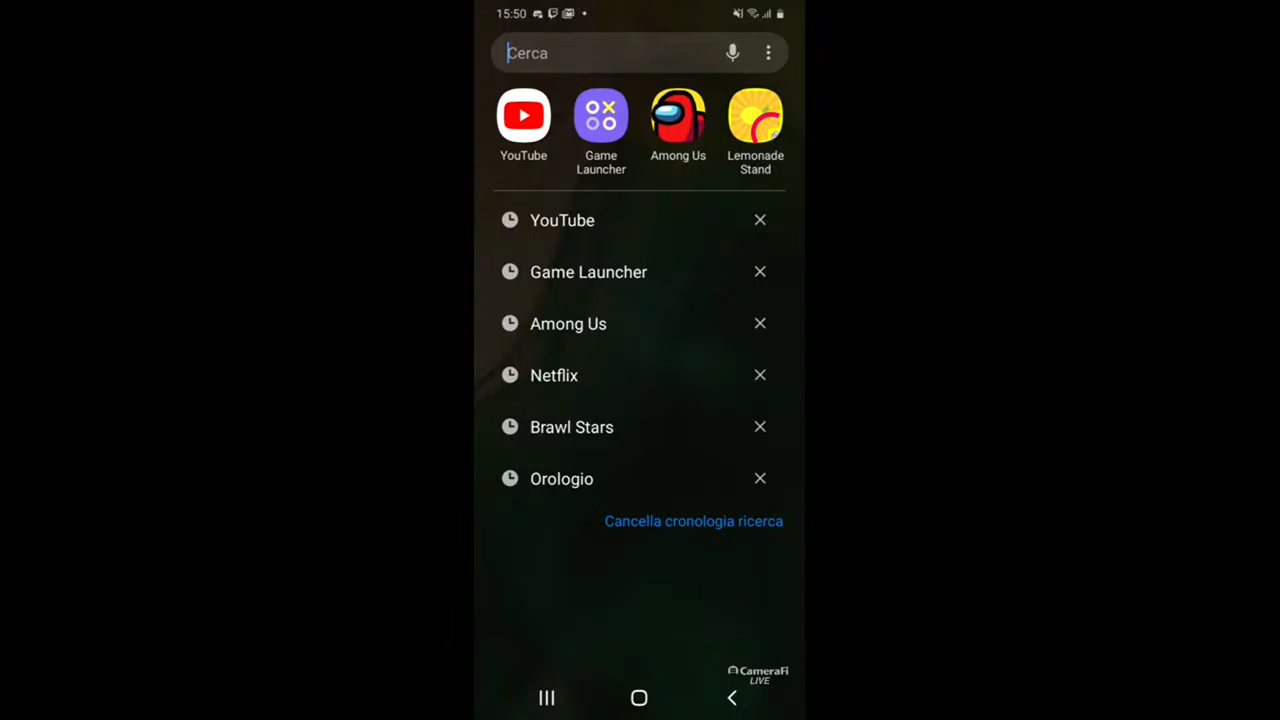 15:50
Cerca
YouTube
Game
Launcher
Among Us
Lemonade
Stand
YouTube
Game Launcher
Among Us
Netflix
Brawl Stars
Orologio
Cancella cronologia ricerca
CameraFi
LIVE